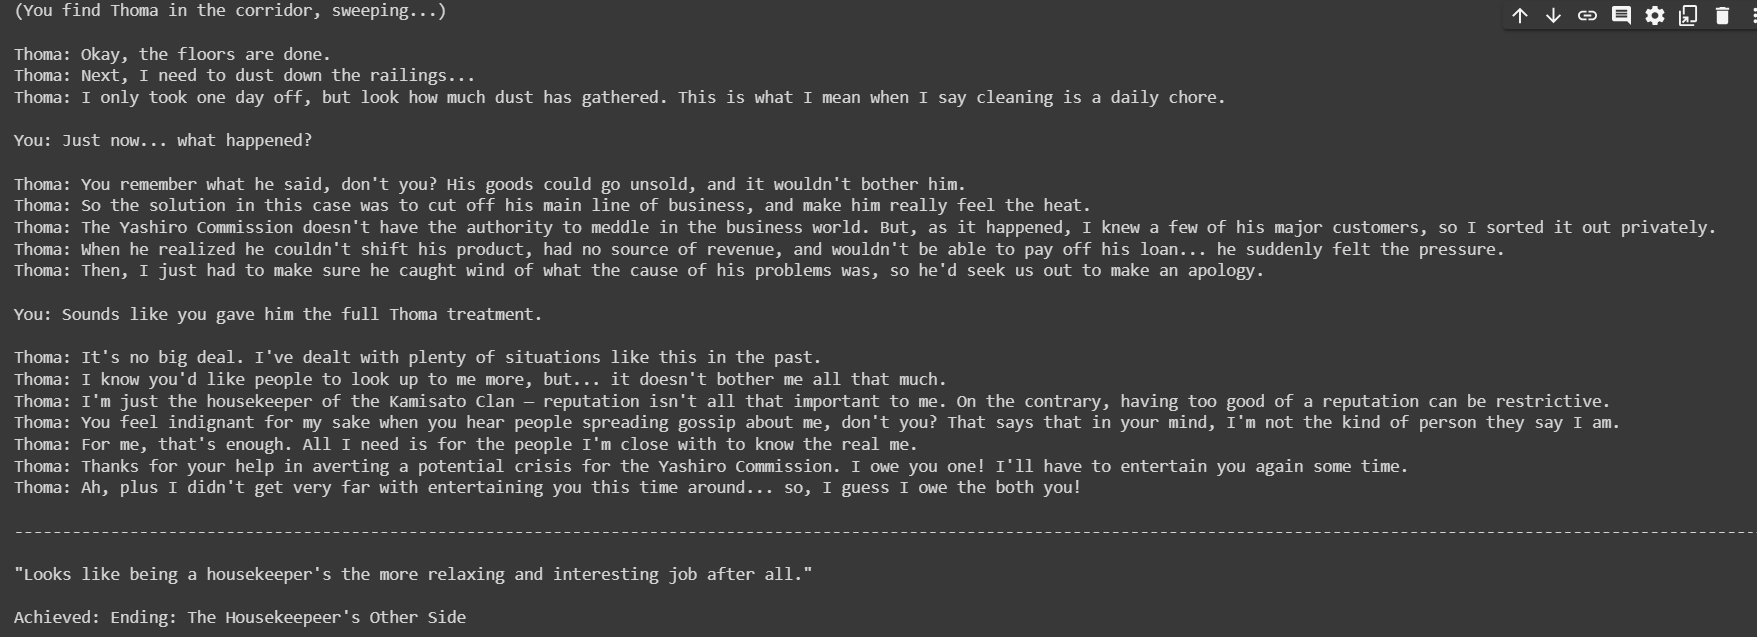 (You find Thoma in the corridor, sweeping...)
Thoma: Okay, the floors are done.
Thoma: Next, I need to dust down the railings...
Thoma: I only took one day off, but look how much dust has gathered. This is what I mean when I say cleaning is a daily chore.
You: Just now... what happened?
Thoma: You remember what he said, don't you? His goods could go unsold, and it wouldn't bother him.
Thoma: So the solution in this case was to cut off his main line of business, and make him really feel the heat.
Thoma: The Yashiro Commission doesn't have the authority to meddle in the business world. But, as it happened, I knew a few of his major customers, so I sorted it out privately.
Thoma: When he realized he couldn't shift his product, had no source of revenue, and wouldn't be able to pay off his loan... he suddenly felt the pressure.
Thoma: Then, I just had to make sure he caught wind of what the cause of his problems was, so he'd seek us out to make an apology.
You: Sounds like you gave him the full Thoma treatment.
Thoma: It's no big deal. I've dealt with plenty of situations like this in the past.
Thoma: I know you'd like people to look up to me more, but... it doesn't bother me all that much.
Thoma: I'm just the housekeeper of the Kamisato Clan — reputation isn't all that important to me. On the contrary, having too good of a reputation can be restrictive.
Thoma: You feel indignant for my sake when you hear people spreading gossip about me, don't you? That says that in your mind, I'm not the kind of person they say I am.
Thoma: For me, that's enough. All I need is for the people I'm close with to know the real me.
Thoma: Thanks for your help in averting a potential crisis for the Yashiro Commission. I owe you one! I'll have to entertain you again some time.
Thoma: Ah, plus I didn't get very far with entertaining you this time around... so, I guess I owe the both you!
"Looks like being a housekeeper's the more relaxing and interesting job after all."
Achieved: Ending: The Housekeepeer's Other Side